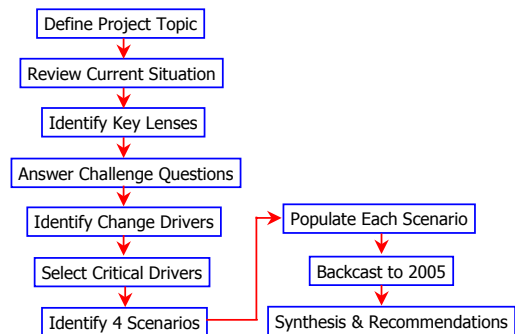 Define Project Topic
Review Current Situation
Identify Key Lenses
Answer Challenge Questions
Identify Change Drivers
Select Critical Drivers
Identify 4 Scenarios
Populate Each Scenario
Backcast to 2005
Synthesis & Recommendations